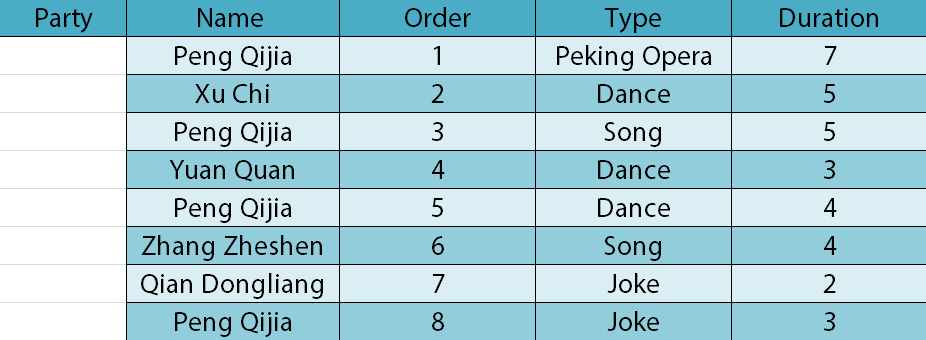 Party Name Order Type Duration
Peng Qijia 1 Peking Opera 7
Xu Chi 2 Dance 5
Peng Qijia 3 Song 5
Yuan Quan 4 Dance 3
Peng Qijia 5 Dance 4
Zhang Zheshen 6 Song 4
Qian Dongliang 7 Joke 2
Peng Qijia 8 Joke 3